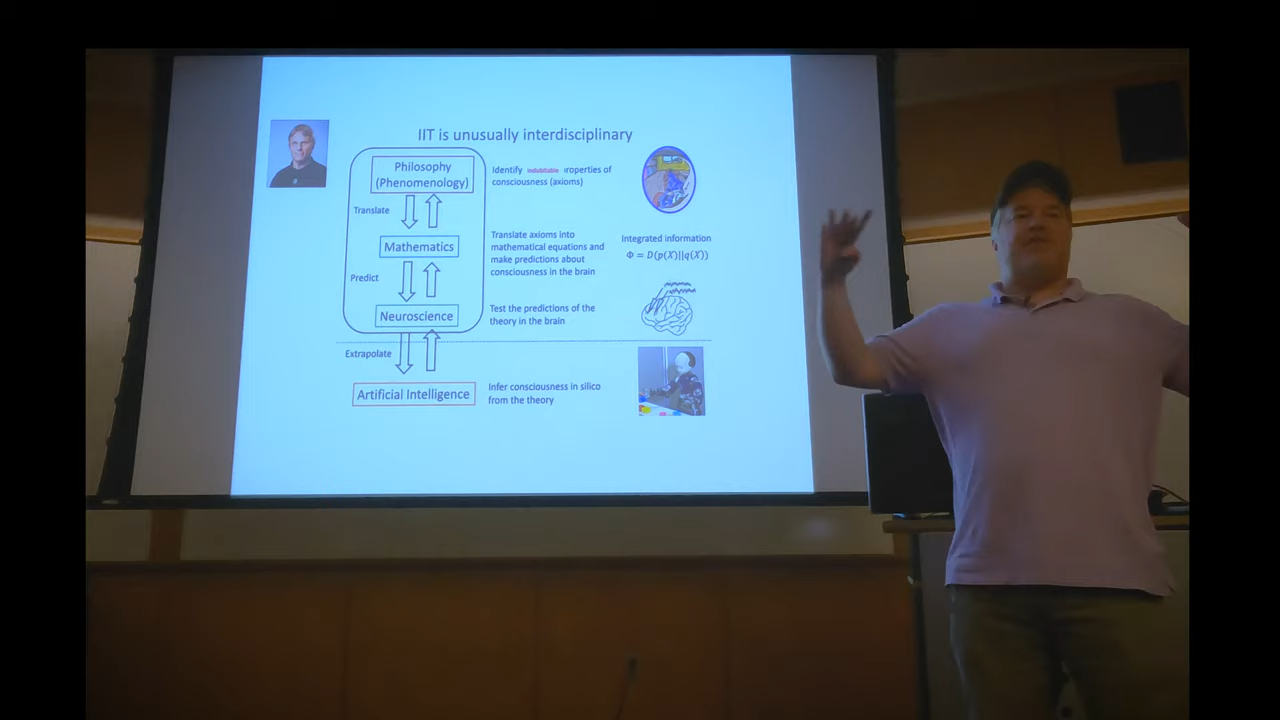 IIT is unusually interdisciplinary
Philosophy
(Phenomenology)
Identify indubitable properties of
consciousness (axioms)
Translate
Mathematics
Translate axioms into
mathematical equations and
make predictions about
consciousness in the brain
Integrated information
Φ = D(p(X)||q(X))
Predict
Neuroscience
Test the predictions of the
theory in the brain
Extrapolate
Artificial Intelligence
Infer consciousness in silico
from the theory